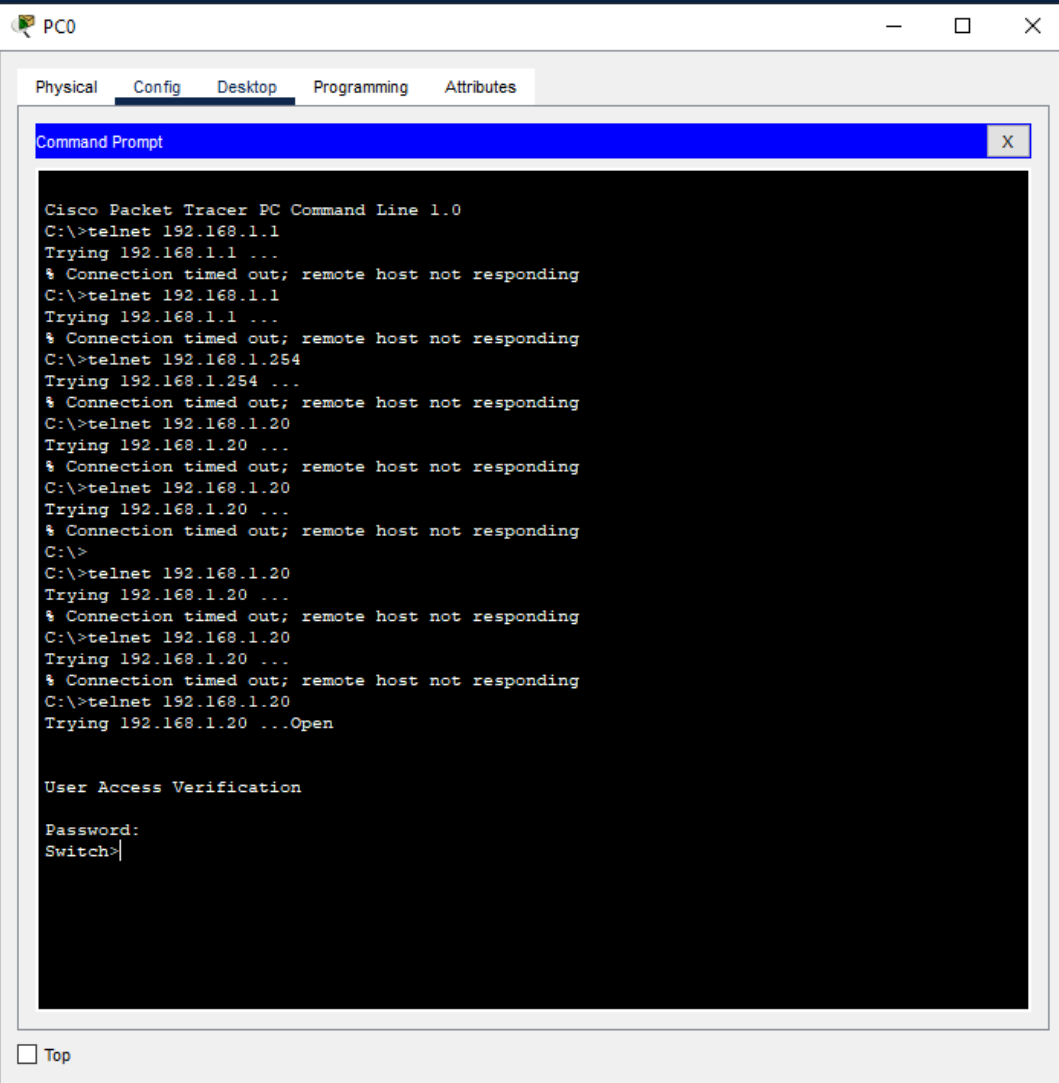 PC0
Physical Config Desktop Programming Attributes
Command Prompt X
Cisco Packet Tracer PC Command Line 1.0
C:\>telnet 192.168.1.1
Trying 192.168.1.1 ...
% Connection timed out; remote host not responding
C:\>telnet 192.168.1.1
Trying 192.168.1.1 ...
% Connection timed out; remote host not responding
C:\>telnet 192.168.1.254
Trying 192.168.1.254 ...
% Connection timed out; remote host not responding
C:\>telnet 192.168.1.20
Trying 192.168.1.20 ...
% Connection timed out; remote host not responding
C:\>telnet 192.168.1.20
Trying 192.168.1.20 ...
% Connection timed out; remote host not responding
C:\>
C:\>telnet 192.168.1.20
Trying 192.168.1.20 ...
% Connection timed out; remote host not responding
C:\>telnet 192.168.1.20
Trying 192.168.1.20 ...
% Connection timed out; remote host not responding
C:\>telnet 192.168.1.20
Trying 192.168.1.20 ...Open
User Access Verification
Password:
Switch>
Top